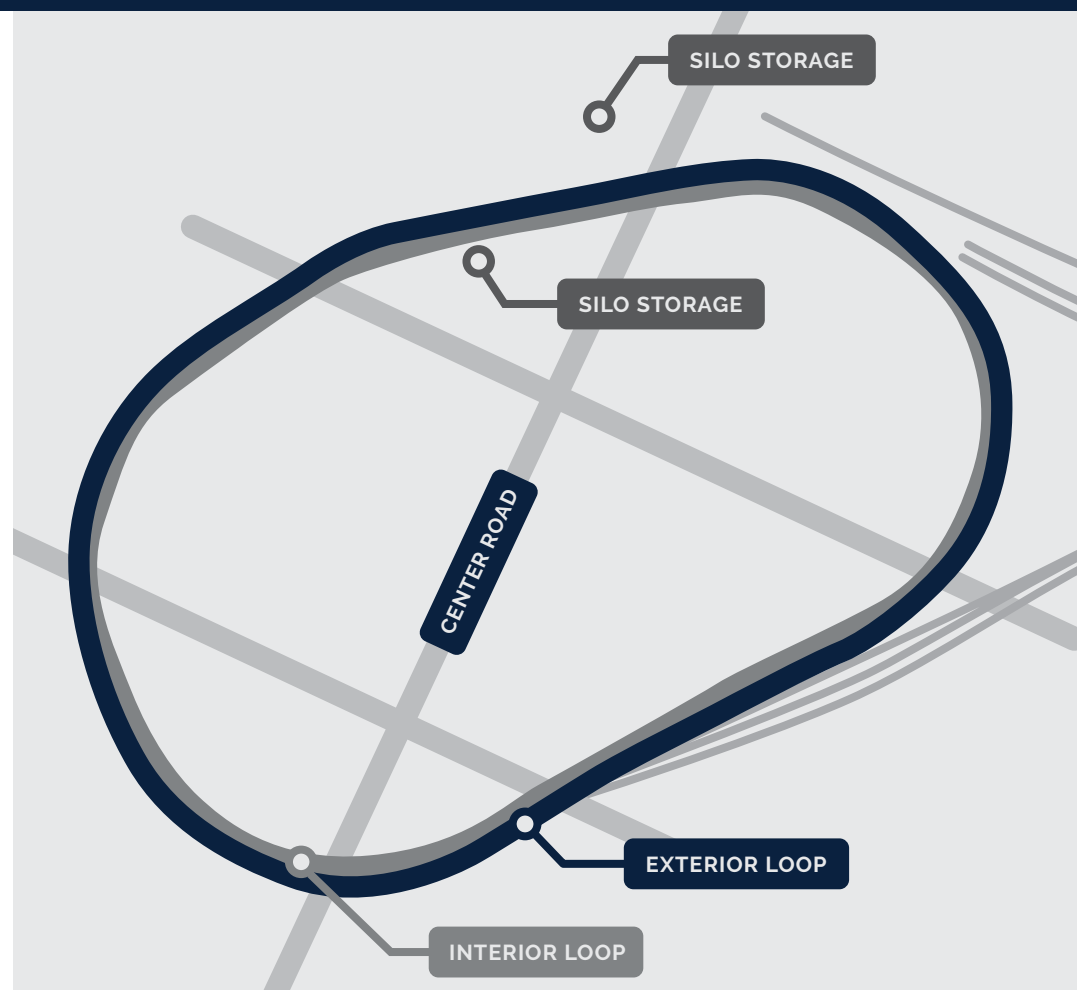 SILO STORAGE
SILO STORAGE
CENTER ROAD
EXTERIOR LOOP
INTERIOR LOOP